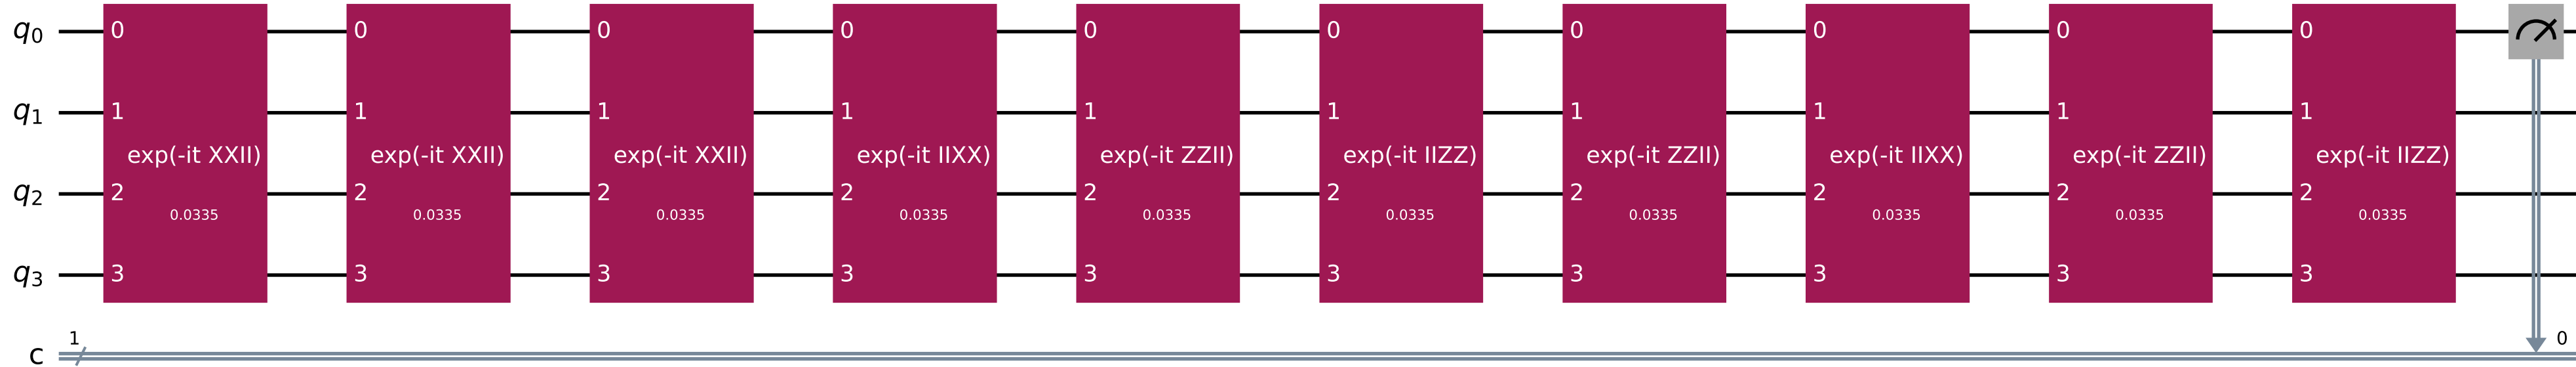 q0 0 0 0 0 0 0 0 0 0 0
q1 1 1 1 1 1 1 1 1 1 1
exp(-it XXII) exp(-it XXII) exp(-it XXII) exp(-it IIXX) exp(-it ZZII) exp(-it IIZZ) exp(-it ZZII) exp(-it IIXX) exp(-it ZZII) exp(-it IIZZ)
q2 2 2 2 2 2 2 2 2 2 2
0.0335 0.0335 0.0335 0.0335 0.0335 0.0335 0.0335 0.0335 0.0335 0.0335
q3 3 3 3 3 3 3 3 3 3 3
1 0
c